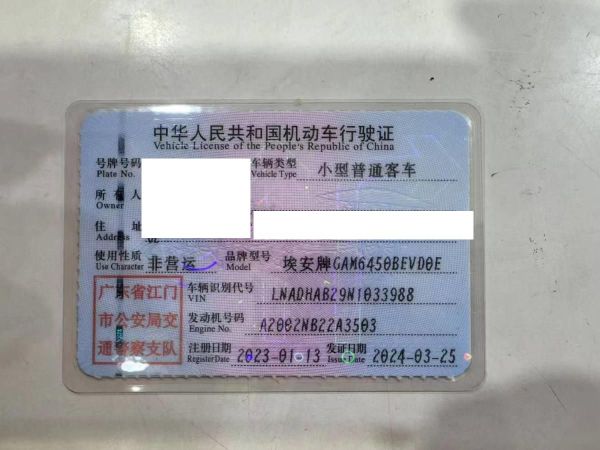 中华人民共和国机动车行驶证
Vehicle License of the People's Republic of China
号牌号码 车辆类型 小型普通客车
Plate No. Vehicle Type
所有人
Owner
住址
Address
使用性质 非营运 品牌型号 埃安牌GAM6450BEVD0E
Use Character Model
广东省江门
市公安局交
通警察支队
车辆识别代号 LNADHAB29N1033988
VIN
发动机号码 A2002NB22A3503
Engine No.
注册日期 2023-01-13 发证日期 2024-03-25
Register Date Issue Date